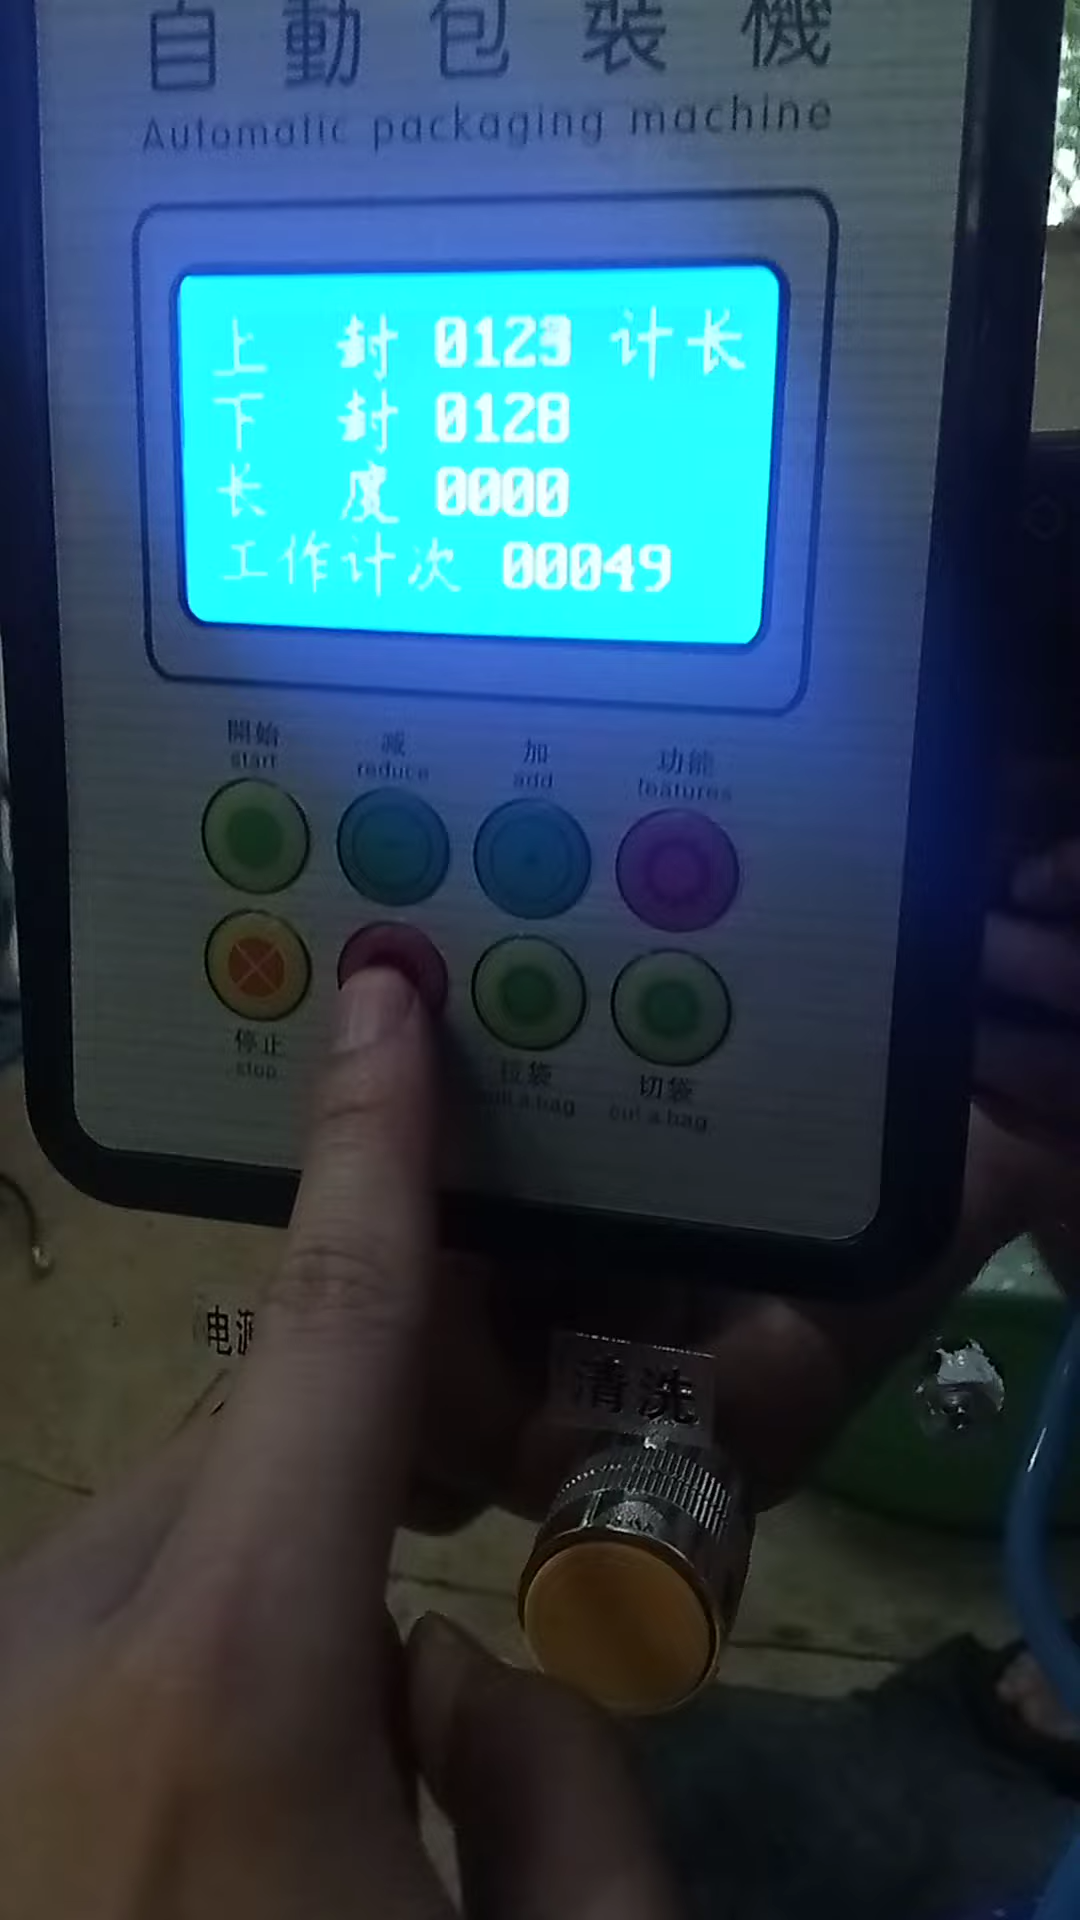 自動包裝機
Automatic packaging machine
上 封 0123 计长
下 封 0128
长 度 0000
工作计次 00049
開始 减 加 功能
start reduce add features
停止 拉袋 切袋
stop a bag cut a bag
电源
清洗